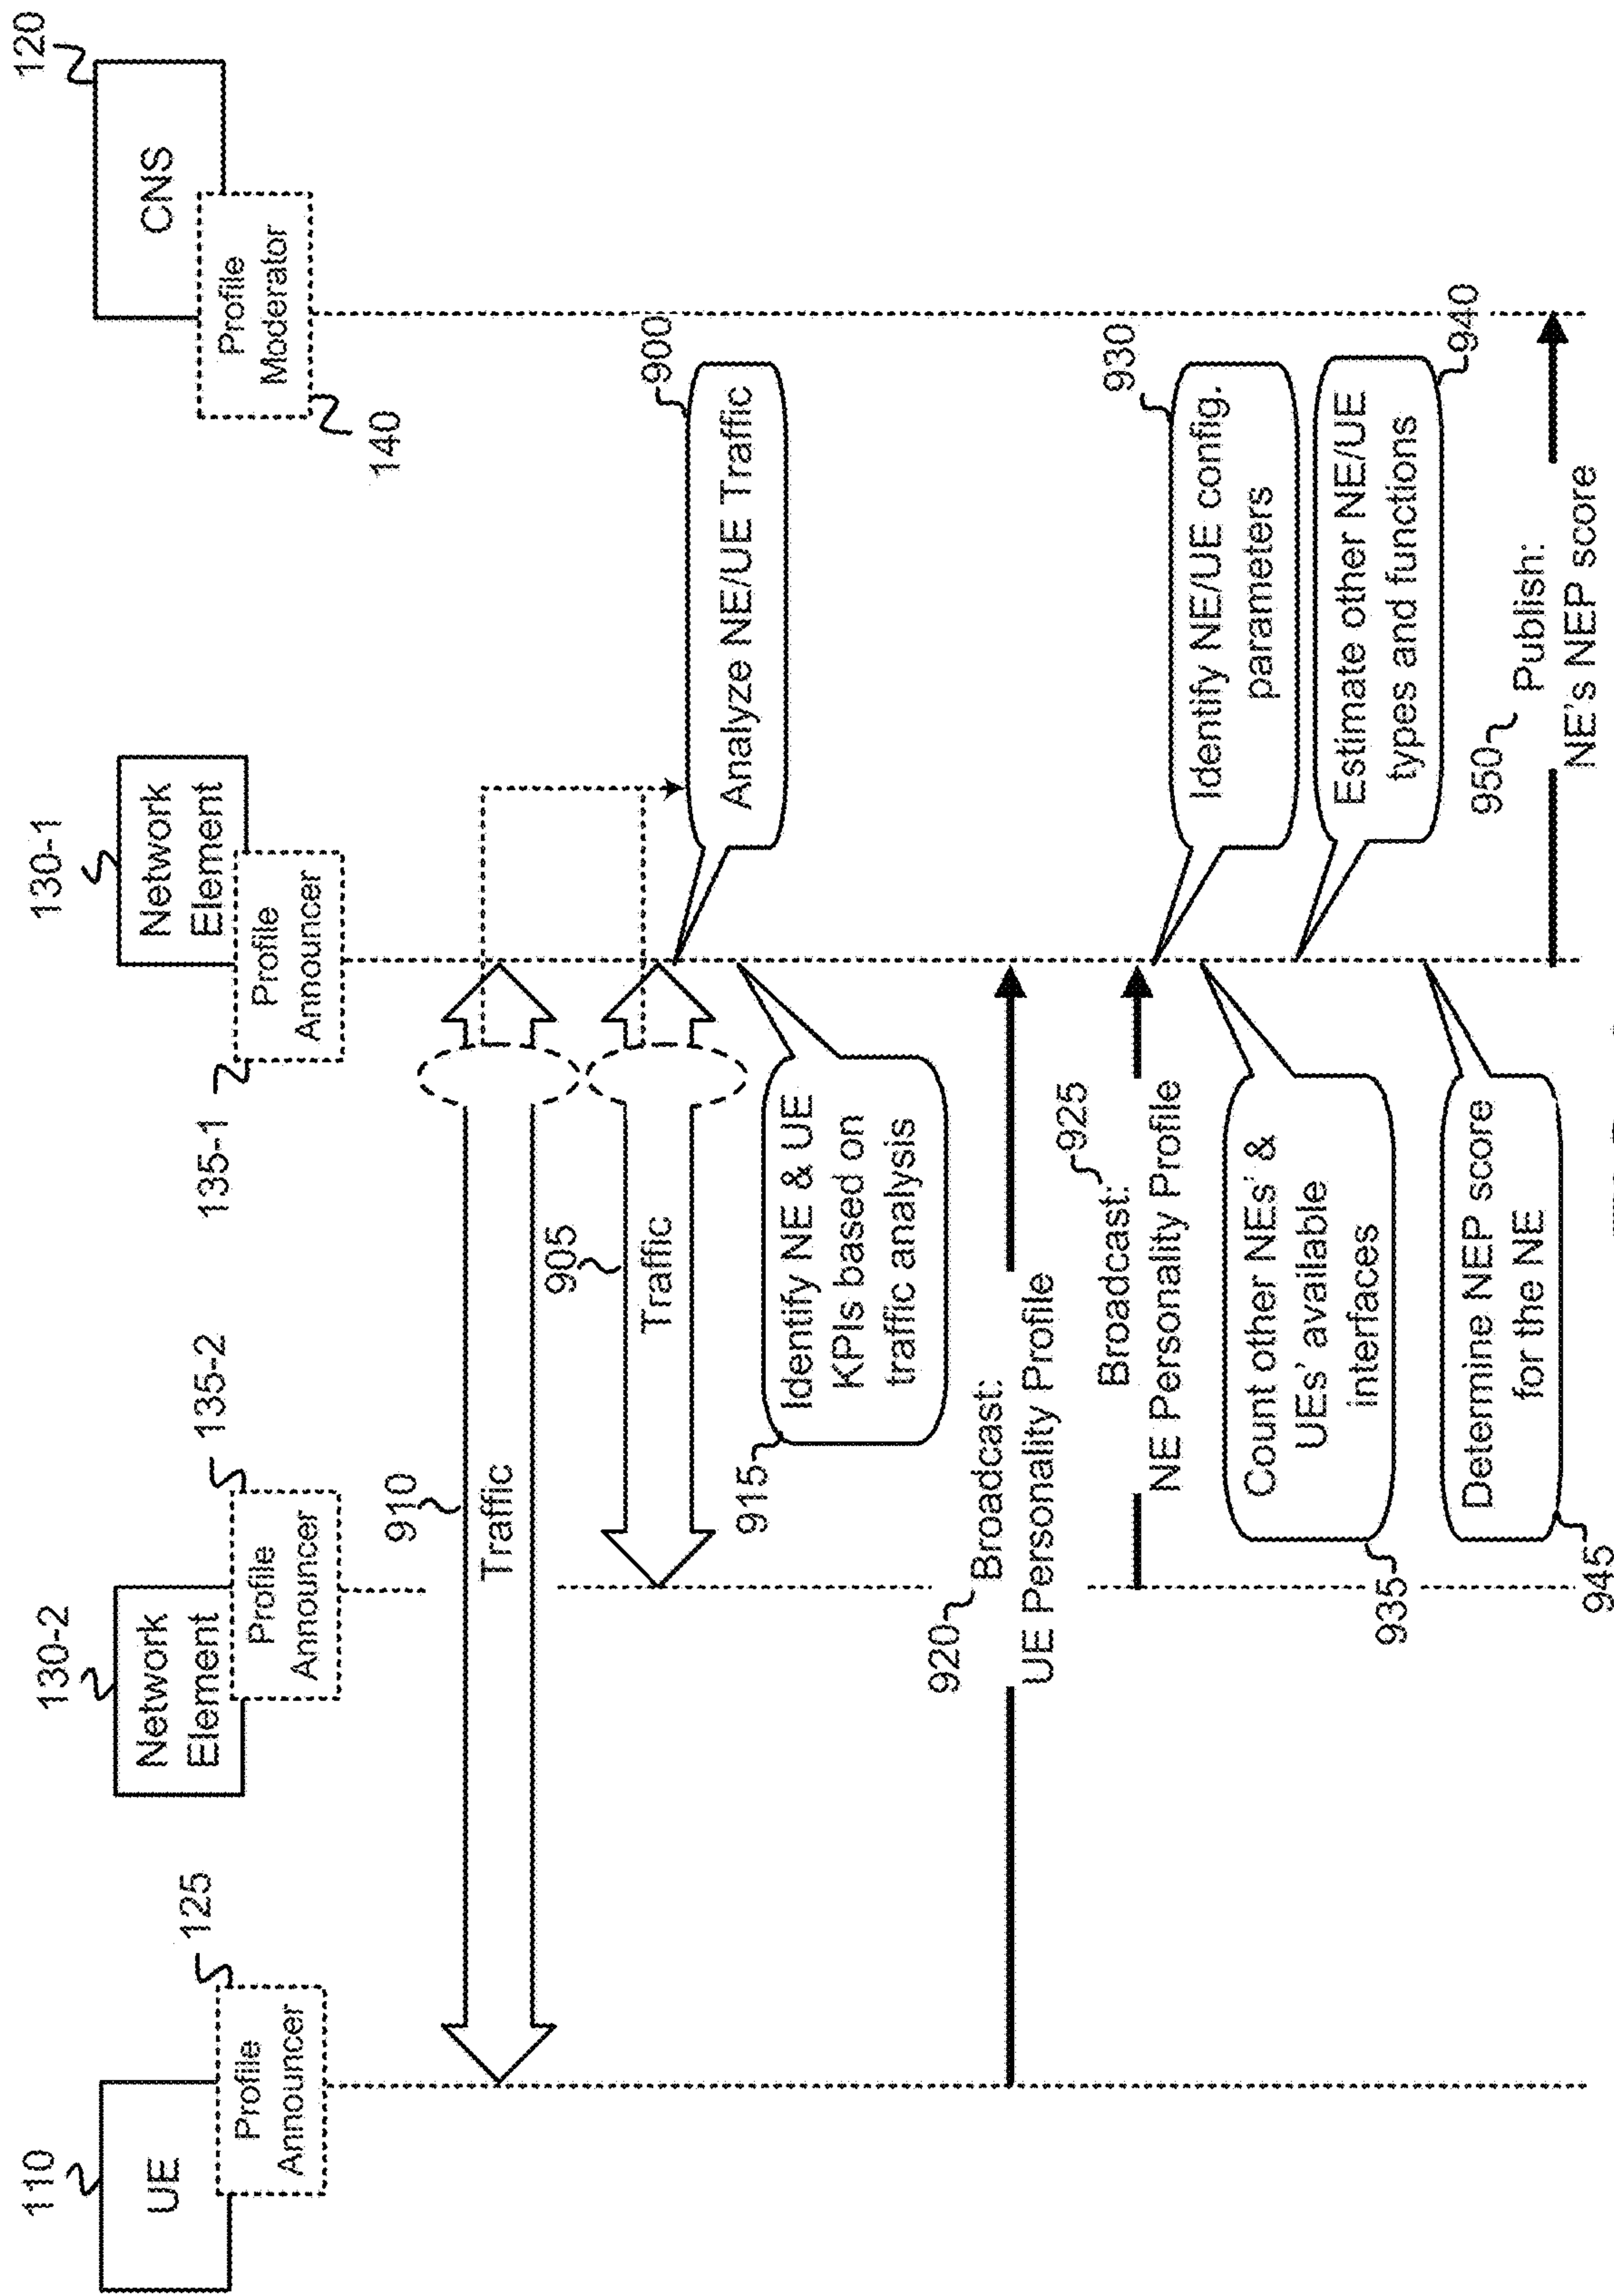 110
UE
Profile
Announcer
125
130-2
Network
Element
Profile
Announcer
135-2
135-1
130-1
Network
Element
Profile
Announcer
120
CNS
Profile
Moderator
140
910
Traffic
905
Traffic
900
Analyze NE/UE Traffic
915
Identify NE & UE
KPIs based on
traffic analysis
920
Broadcast:
UE Personality Profile
925
Broadcast:
NE Personality Profile
930
Identify NE/UE config.
parameters
935
Count other NEs' &
UEs' available
interfaces
940
Estimate other NE/UE
types and functions
945
Determine NEP score
for the NE
950
Publish:
NE's NEP score